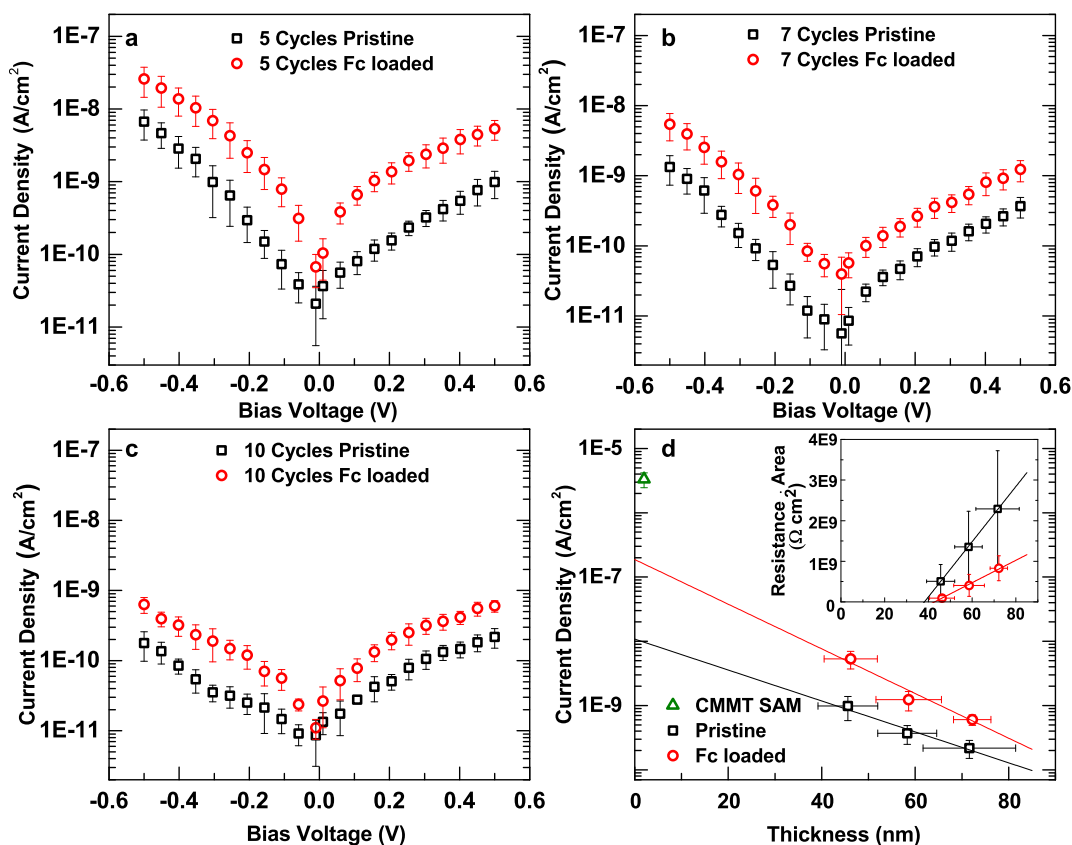 a
5 Cycles Pristine
5 Cycles Fc loaded
1E-7
1E-8
1E-9
1E-10
1E-11
Current Density (A/cm²)
-0.6 -0.4 -0.2 0.0 0.2 0.4 0.6
Bias Voltage (V)
b
7 Cycles Pristine
7 Cycles Fc loaded
1E-7
1E-8
1E-9
1E-10
1E-11
Current Density (A/cm²)
-0.6 -0.4 -0.2 0.0 0.2 0.4 0.6
Bias Voltage (V)
c
10 Cycles Pristine
10 Cycles Fc loaded
1E-7
1E-8
1E-9
1E-10
1E-11
Current Density (A/cm²)
-0.6 -0.4 -0.2 0.0 0.2 0.4 0.6
Bias Voltage (V)
d
1E-5
1E-7
1E-9
Current Density (A/cm²)
CMMT SAM
Pristine
Fc loaded
0 20 40 60 80
Thickness (nm)
4E9
3E9
2E9
1E9
0
Resistance · Area
(Ω cm²)
0 10 20 30 40 50 60 70 80